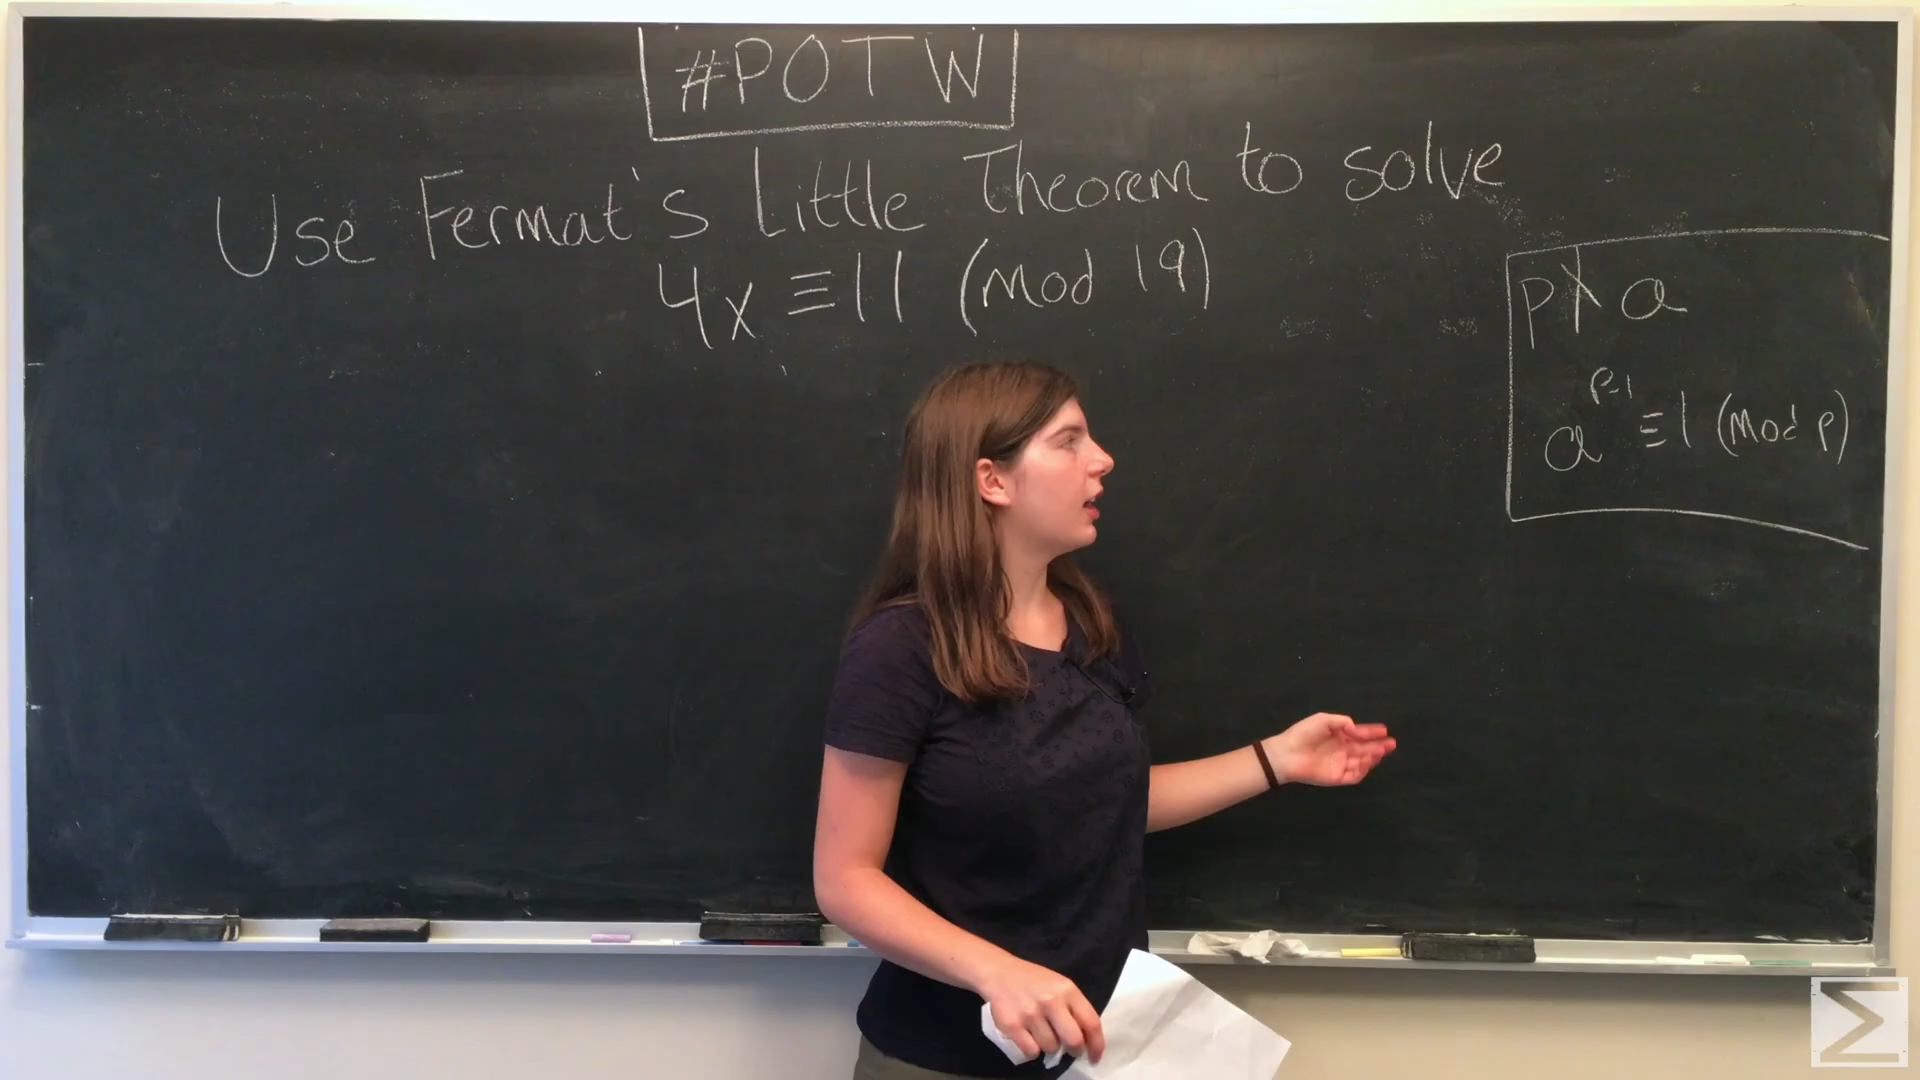 #POTW
Use Fermat's Little Theorem to solve
4x ≡ 11 (mod 19)
p ∤ a
a^(p-1) ≡ 1 (mod p)
Σ